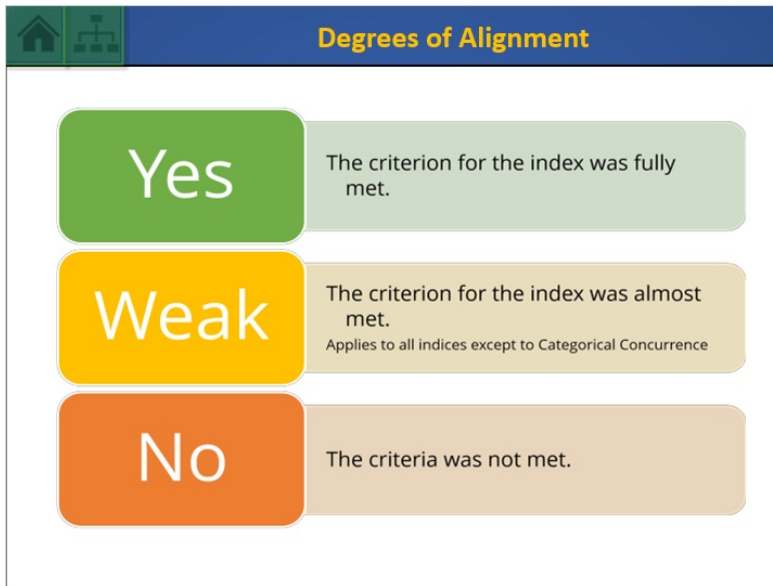 Degrees of Alignment
Yes
The criterion for the index was fully
met.
Weak
The criterion for the index was almost
met.
Applies to all indices except to Categorical Concurrence
No
The criteria was not met.